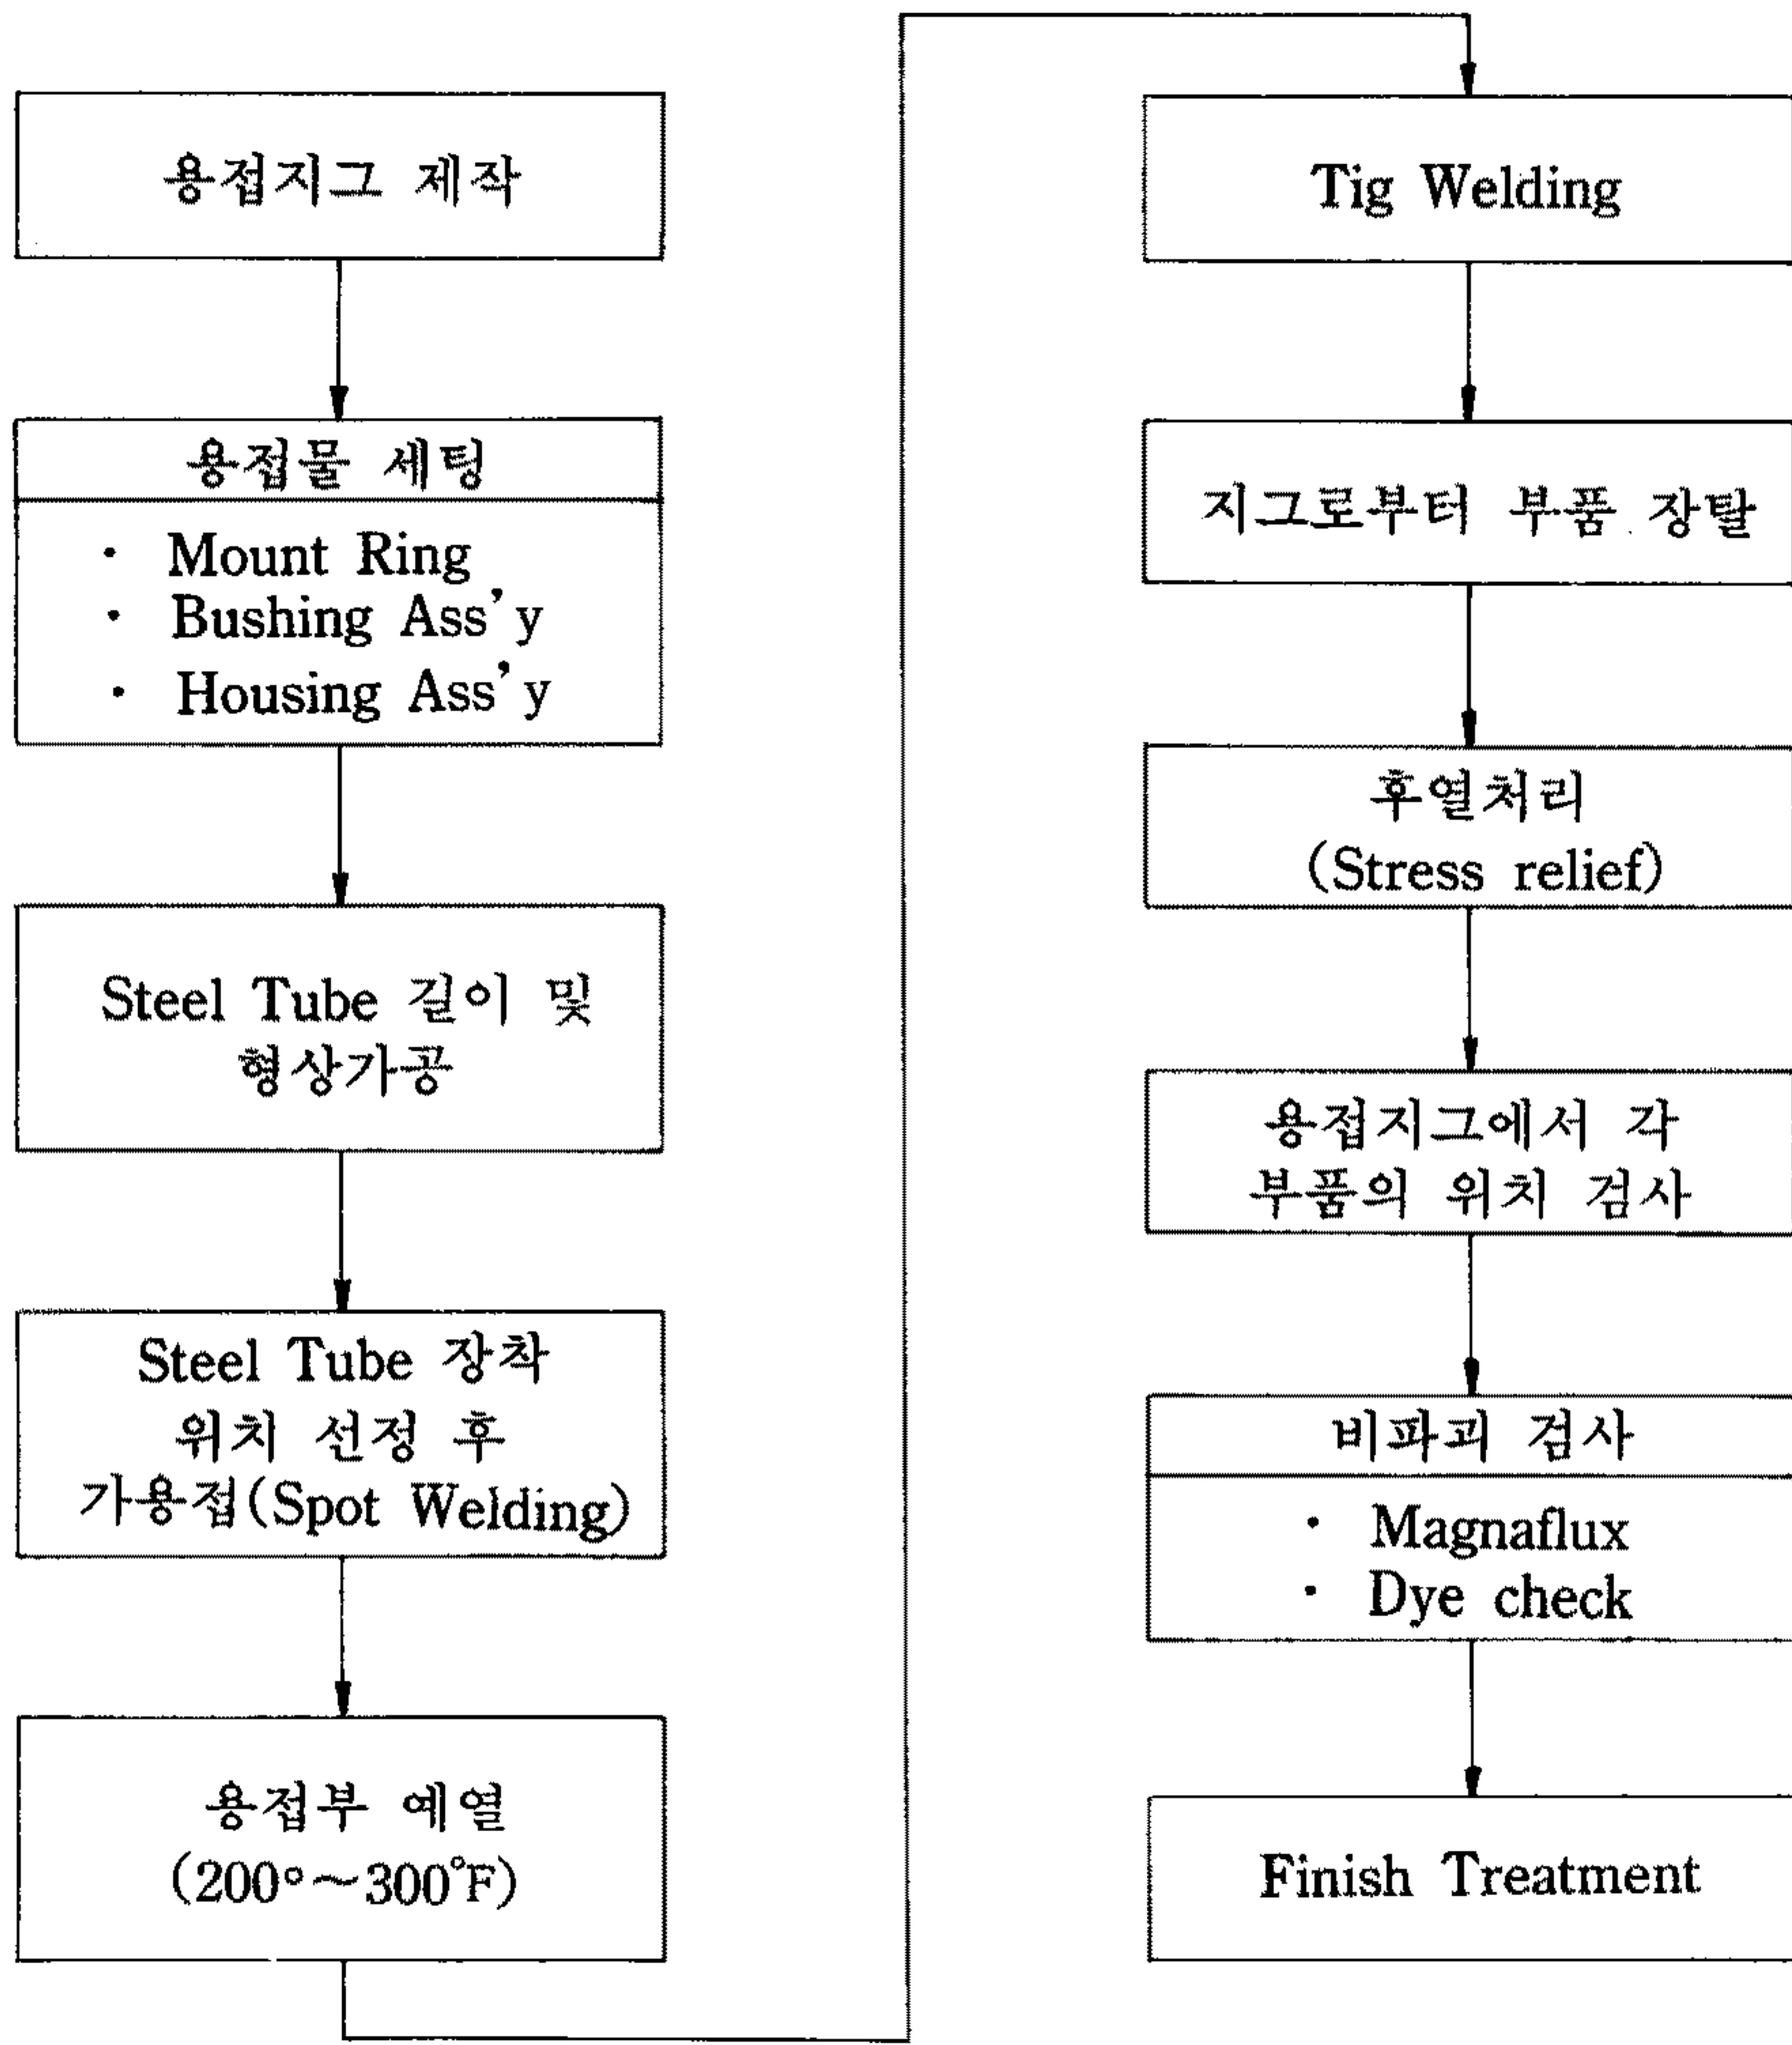 용접지그 제작
용접물 세팅
· Mount Ring
· Bushing Ass'y
· Housing Ass'y
Steel Tube 길이 및
형상가공
Steel Tube 장착
위치 선정 후
가용접(Spot Welding)
용접부 예열
(200°~300°F)
Tig Welding
지그로부터 부품 장탈
후열처리
(Stress relief)
용접지그에서 각
부품의 위치 검사
비파괴 검사
· Magnaflux
· Dye check
Finish Treatment